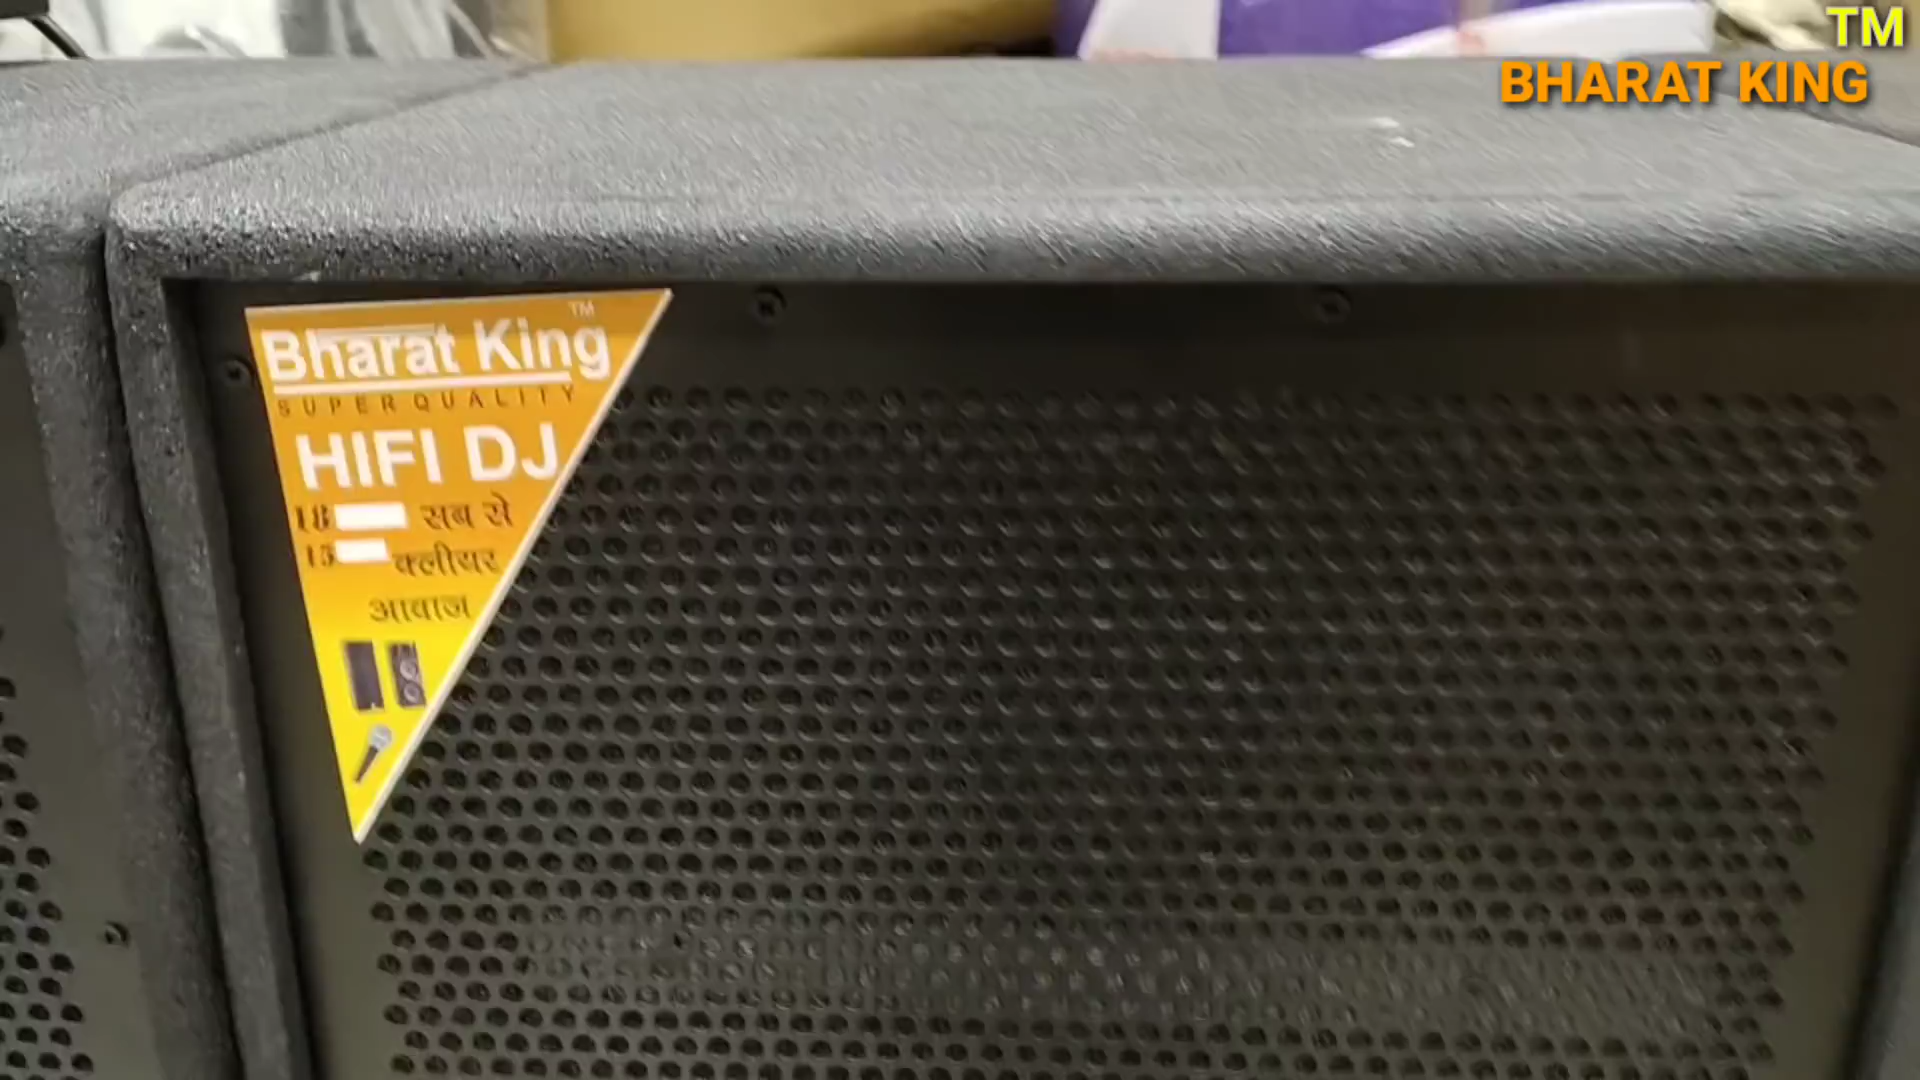 TM
BHARAT KING
TM
Bharat King
SUPER QUALITY
HIFI DJ
18 सब से
15 क्लीयर
आवाज